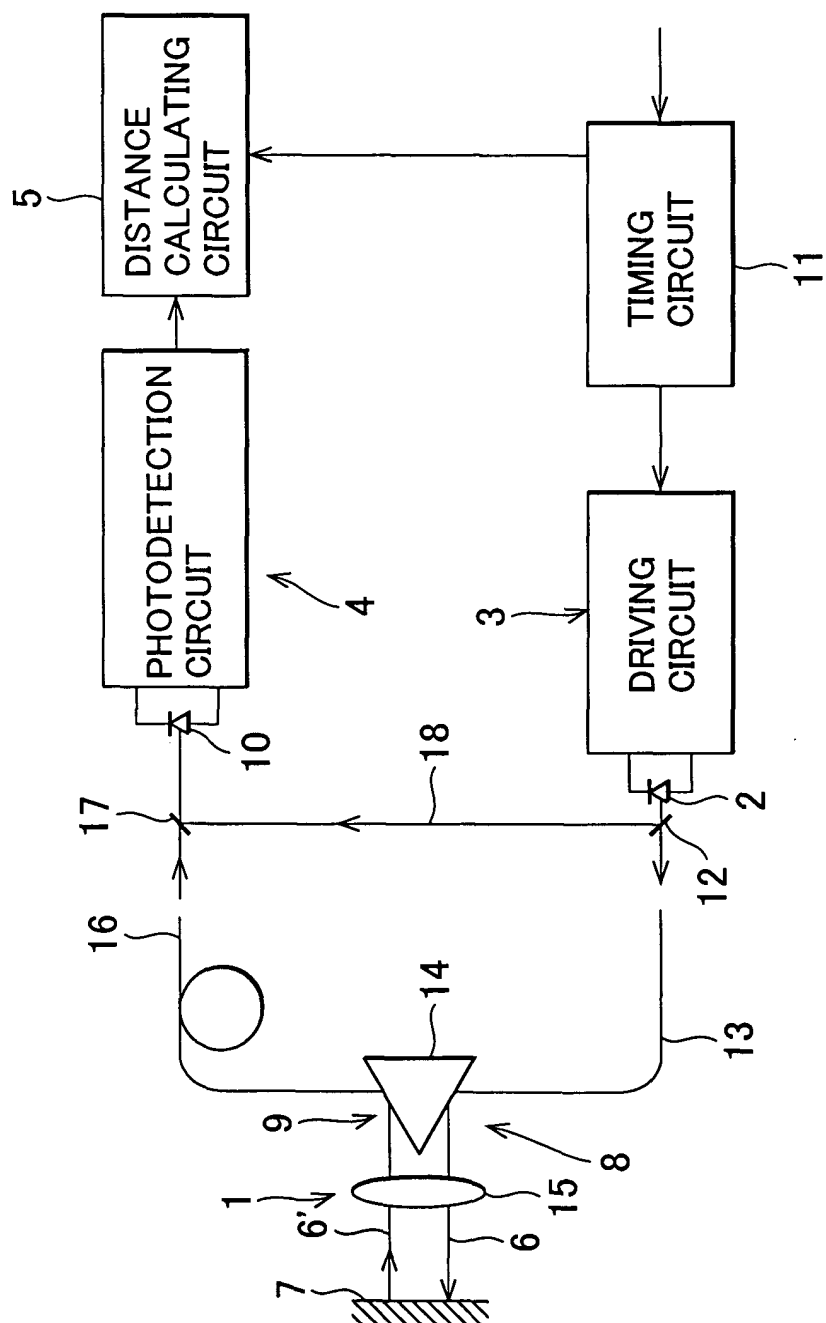 5
DISTANCE
CALCULATING
CIRCUIT
PHOTODETECTION
CIRCUIT
4
10
17
16
14
9
8
1
15
6'
6
7
18
TIMING
CIRCUIT
11
3
DRIVING
CIRCUIT
2
12
13